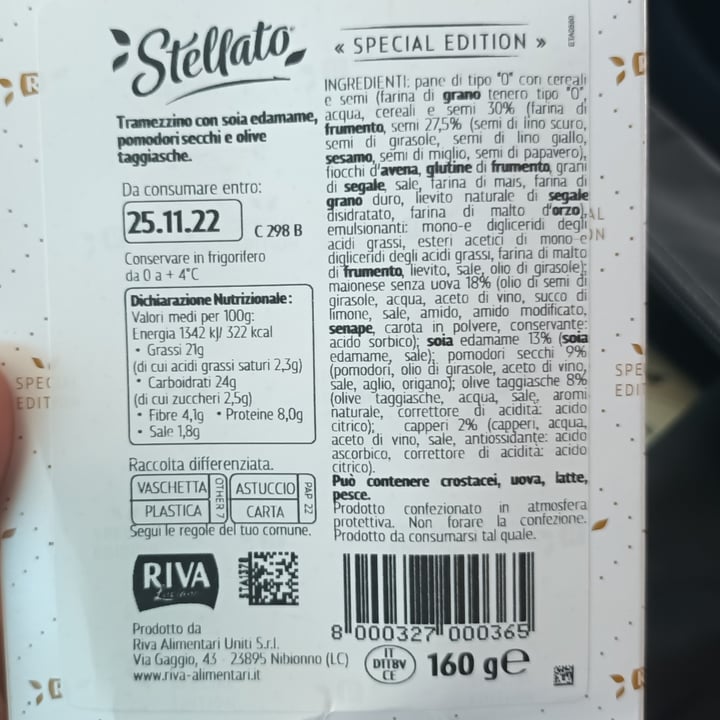 Stellato
« SPECIAL EDITION »
Tramezzino con soia edamame,
pomodori secchi e olive
taggiasche.
Da consumare entro:
25.11.22
C 298 B
Conservare in frigorifero
da 0 a + 4°C
Dichiarazione Nutrizionale:
Valori medi per 100g:
Energia 1342 kJ/ 322 kcal
• Grassi 21g
(di cui acidi grassi saturi 2,3g)
• Carboidrati 24g
(di cui zuccheri 2,5g)
• Fibre 4,1g • Proteine 8,0g
• Sale 1,8g
Raccolta differenziata.
VASCHETTA
PLASTICA
OTHER 7
ASTUCCIO
CARTA
PAP 22
Segui le regole del tuo comune.
RIVA
Prodotto da
Riva Alimentari Uniti S.r.l.
Via Gaggio, 43 23895 Nibionno (LC)
www.riva-alimentari.it
INGREDIENTI: pane di tipo "0" con cereali
e semi (farina di grano tenero tipo "0",
acqua, cereali e semi 30% (farina di
frumento, semi 27,5% (semi di lino scuro,
semi di girasole, semi di lino giallo,
sesamo, semi di miglio, semi di papavero),
fiocchi d'avena, glutine di frumento, grani
di segale, sale, farina di mais, farina di
grano duro, lievito naturale di segale
disidratato, farina di malto d'orzo),
emulsionanti: mono-e digliceridi degli
acidi grassi, esteri acetici di mono e
digliceridi degli acidi grassi, farina di malto
di frumento, lievito, sale, olio di girasole);
maionese senza uova 18% (olio di semi di
girasole, acqua, aceto di vino, succo di
limone, sale, amido, amido modificato,
senape, carota in polvere, conservante:
acido sorbico); soia edamame 13% (soia
edamame, sale); pomodori secchi 9%
(pomodori, olio di girasole, aceto di vino,
sale, aglio, origano); olive taggiasche 8%
(olive taggiasche, acqua, sale, aromi
naturale, correttore di acidità: acido
citrico); capperi 2% (capperi, acqua,
aceto di vino, sale, antiossidante: acido
ascorbico, correttore di acidità: acido
citrico).
Può contenere crostacei, uova, latte,
pesce.
Prodotto confezionato in atmosfera
protettiva. Non forare la confezione.
Prodotto da consumarsi tal quale.
8 000327 000365
IT
DITBV
CE
160 g e